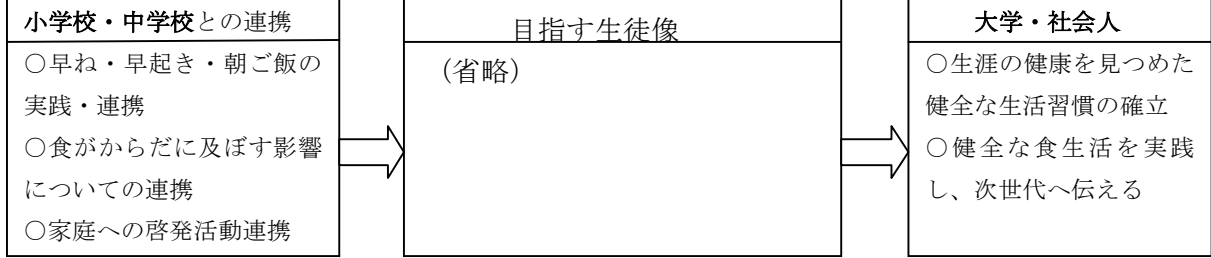 小学校・中学校との連携
○早ね・早起き・朝ご飯の
実践・連携
○食がからだに及ぼす影響
についての連携
○家庭への啓発活動連携
目指す生徒像
（省略）
大学・社会人
○生涯の健康を見つめた
健全な生活習慣の確立
○健全な食生活を実践
し、次世代へ伝える